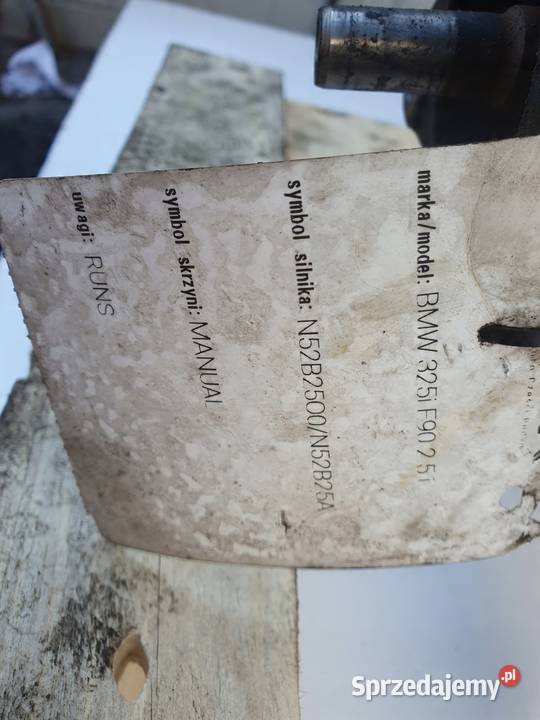 marka/model: BMW 325i F90 2.5i
symbol silnika: N52B2500/N52B25A
symbol skrzyni: MANUAL
uwagi: RUNS
Sprzedajemy.pl